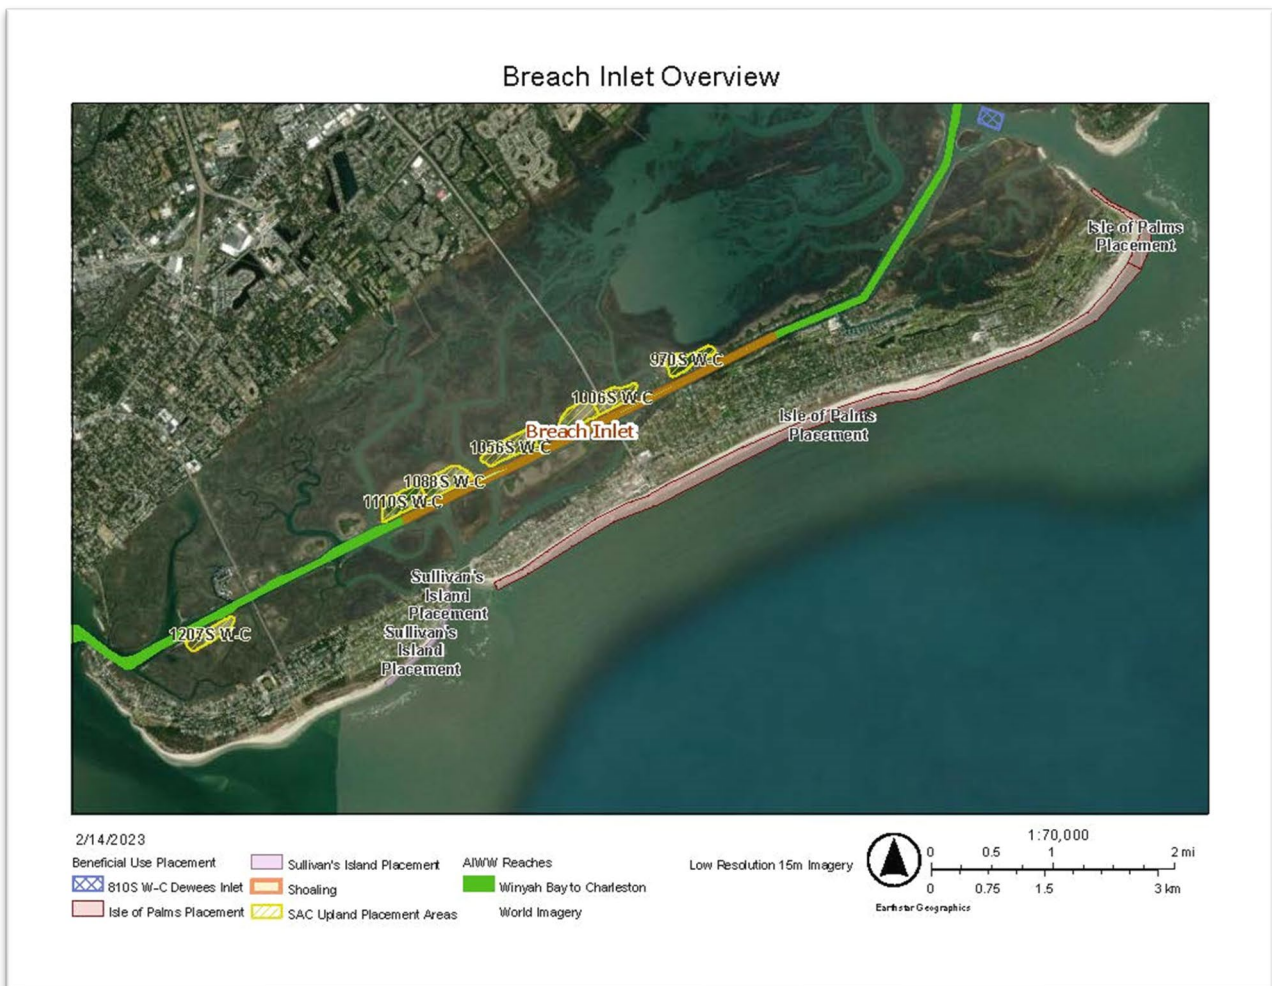 Breach Inlet Overview
Isle of Palms
Placement
970S W-C
1006S W-C
Isle of Palms
Placement
Breach Inlet
1056S W-C
1088S W-C
1110S W-C
Sullivan's
Island
Placement
1207S W-C
Sullivan's
Island
Placement
2/14/2023
Beneficial Use Placement
810S W-C Dewees Inlet
Isle of Palms Placement
Sullivan's Island Placement
Shoaling
SAC Upland Placement Areas
AIWW Reaches
Winyah Bay to Charleston
World Imagery
Low Resolution 15m Imagery
1:70,000
0 0.5 1 2 mi
0 0.75 1.5 3 km
Earthstar Geographics